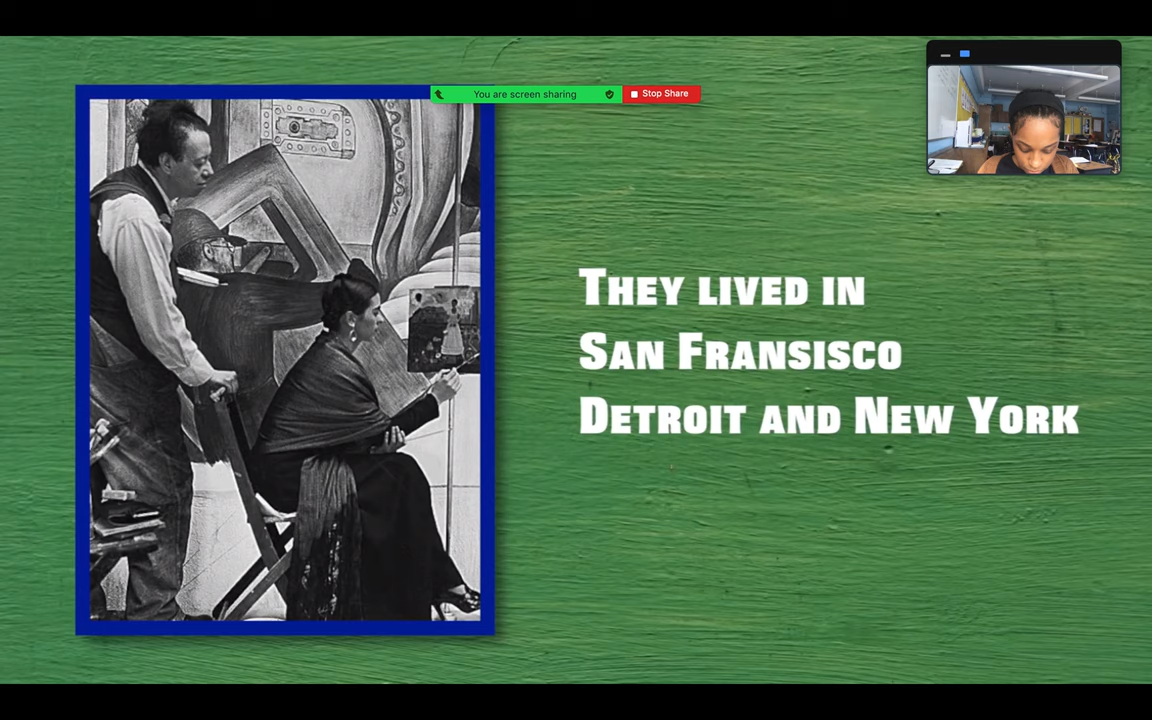 You are screen sharing
Stop Share
They lived in
San Fransisco
Detroit and New York